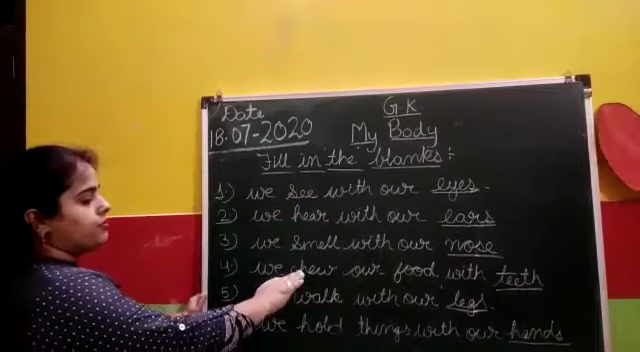 Date
18.07-2020
GK
My Body
Fill in the blanks:
1) we see with our eyes.
2) we hear with our ears
3) we smell with our nose
4) we chew our food with teeth
5) walk with our legs.
we hold things with our hands